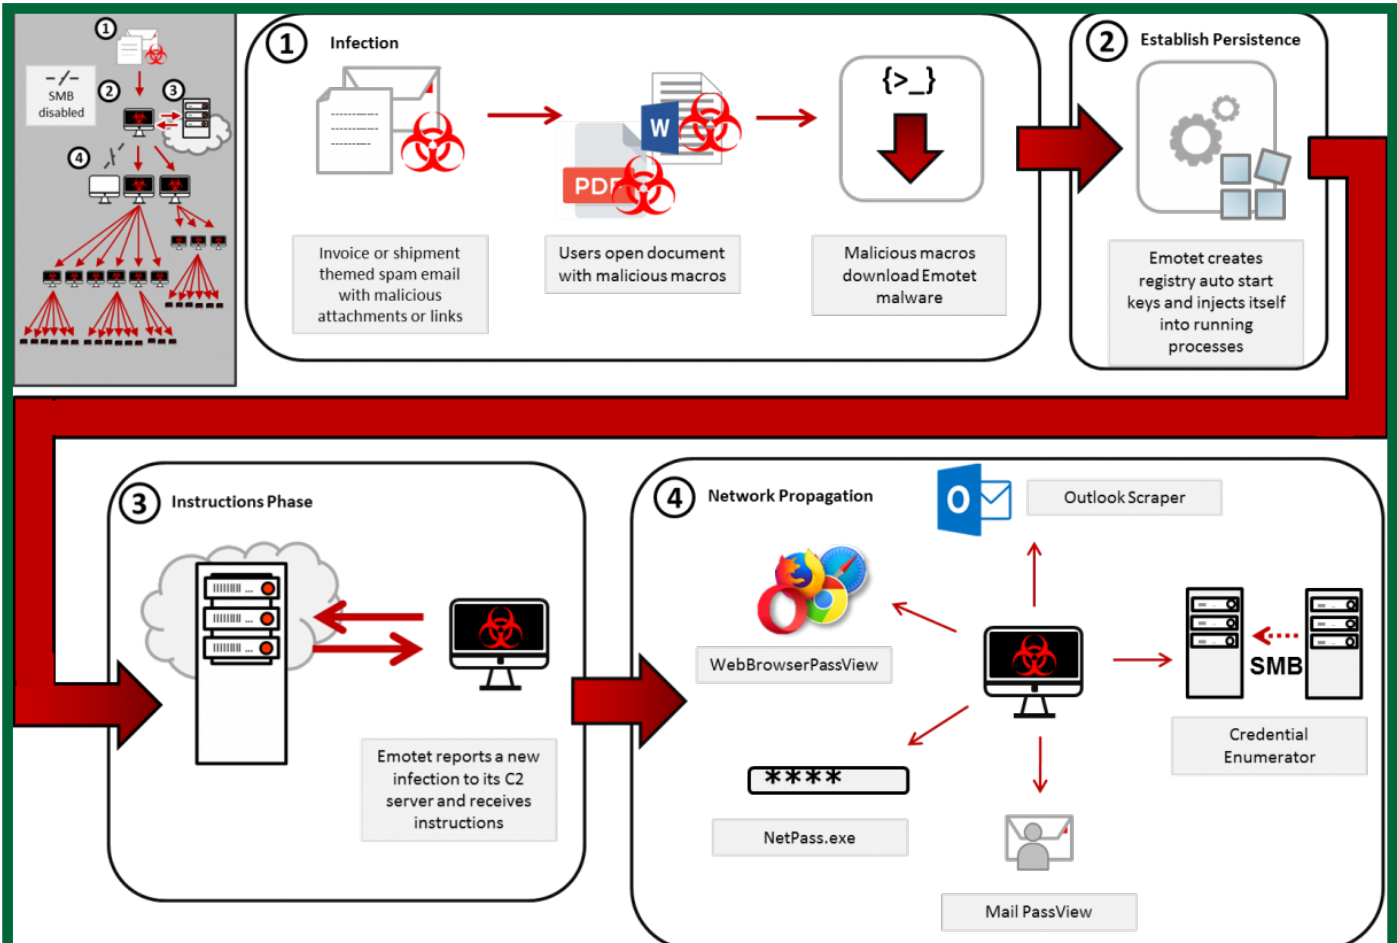 1
–/–
SMB
disabled
2
3
4
1
Infection
{>_}
W
PDF
Invoice or shipment
themed spam email
with malicious
attachments or links
Users open document
with malicious macros
Malicious macros
download Emotet
malware
2
Establish Persistence
Emotet creates
registry auto start
keys and injects itself
into running
processes
3
Instructions Phase
Emotet reports a new
infection to its C2
server and receives
instructions
4
Network Propagation
O
Outlook Scraper
WebBrowserPassView
SMB
Credential
Enumerator
****
NetPass.exe
Mail PassView